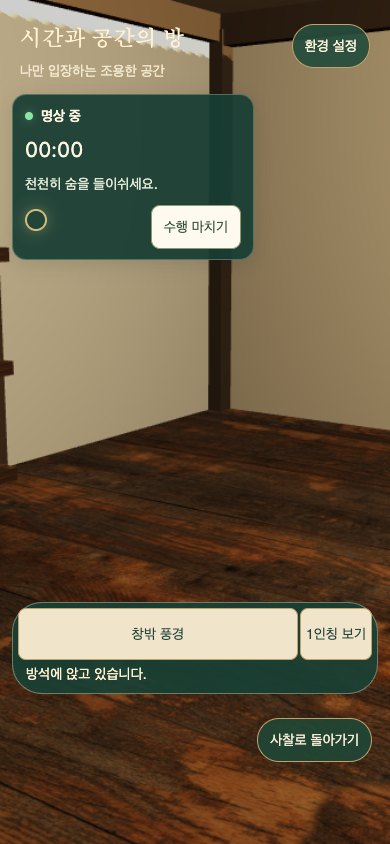 시간과 공간의 방
환경 설정
나만 입장하는 조용한 공간
명상 중
00:00
천천히 숨을 들이쉬세요.
수행 마치기
창밖 풍경
1인칭 보기
방석에 앉고 있습니다.
사찰로 돌아가기